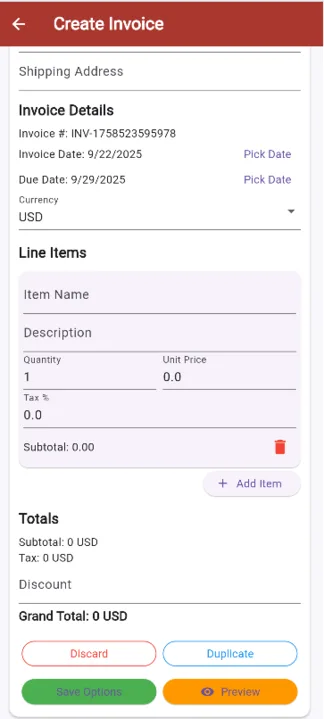 Create Invoice
Shipping Address
Invoice Details
Invoice #: INV-1758523595978
Invoice Date: 9/22/2025 Pick Date
Due Date: 9/29/2025 Pick Date
Currency
USD
Line Items
Item Name
Description
Quantity Unit Price
1 0.0
Tax %
0.0
Subtotal: 0.00
+ Add Item
Totals
Subtotal: 0 USD
Tax: 0 USD
Discount
Grand Total: 0 USD
Discard Duplicate
Save Options Preview